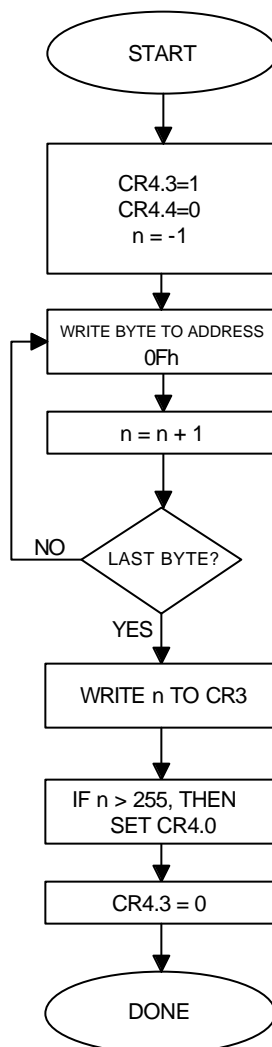 START
CR4.3=1
CR4.4=0
n = -1
WRITE BYTE TO ADDRESS
0Fh
n = n + 1
NO
LAST BYTE?
YES
WRITE n TO CR3
IF n > 255, THEN
SET CR4.0
CR4.3 = 0
DONE